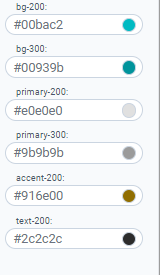 bg-200:
#00bac2
bg-300:
#00939b
primary-200:
#e0e0e0
primary-300:
#9b9b9b
accent-200:
#916e00
text-200:
#2c2c2c